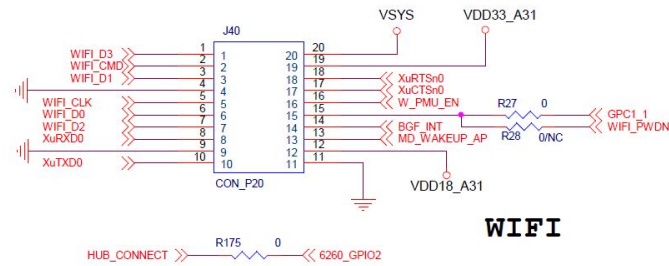 J40
VSYS
VDD33_A31
WIFI_D3 1 1 20 20
WIFI_CMD 2 2 19 19
WIFI_D1 3 3 18 18 XuRTSn0
4 4 17 17 XuCTSn0
WIFI_CLK 5 5 16 16 W_PMU_EN
WIFI_D0 6 6 15 15 R27 0 GPC1_1
WIFI_D2 7 7 14 14 BGF_INT R28 0/NC WIFI_PWDN
XuRXD0 8 8 13 13 MD_WAKEUP_AP
9 9 12 12
XuTXD0 10 10 11 11
CON_P20
VDD18_A31
WIFI
HUB_CONNECT R175 0 6260_GPIO2